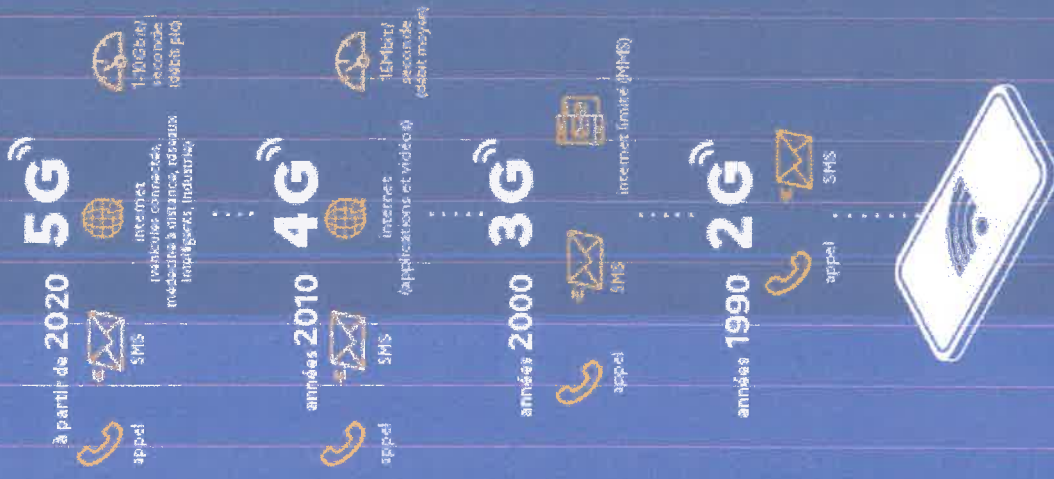 à partir de 2020 5G
appel
SMS
internet
(véhicules connectés,
médecine à distance, réseaux
intelligents, industrie)
1-10Gbit/
seconde
(débit pic)
années 2010 4G
appel
SMS
internet
(applications et vidéos)
seconde
(débit moyen)
années 2000 3G
appel
SMS
internet limité (MMS)
années 1990 2G
appel
SMS